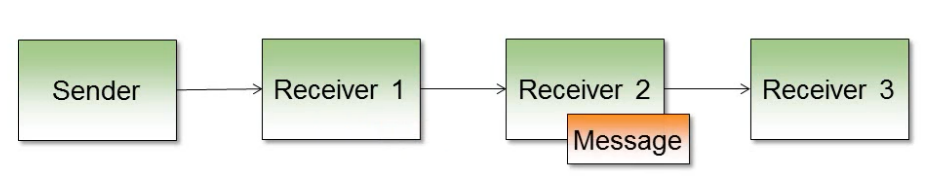 Sender
Receiver 1
Receiver 2
Receiver 3
Message